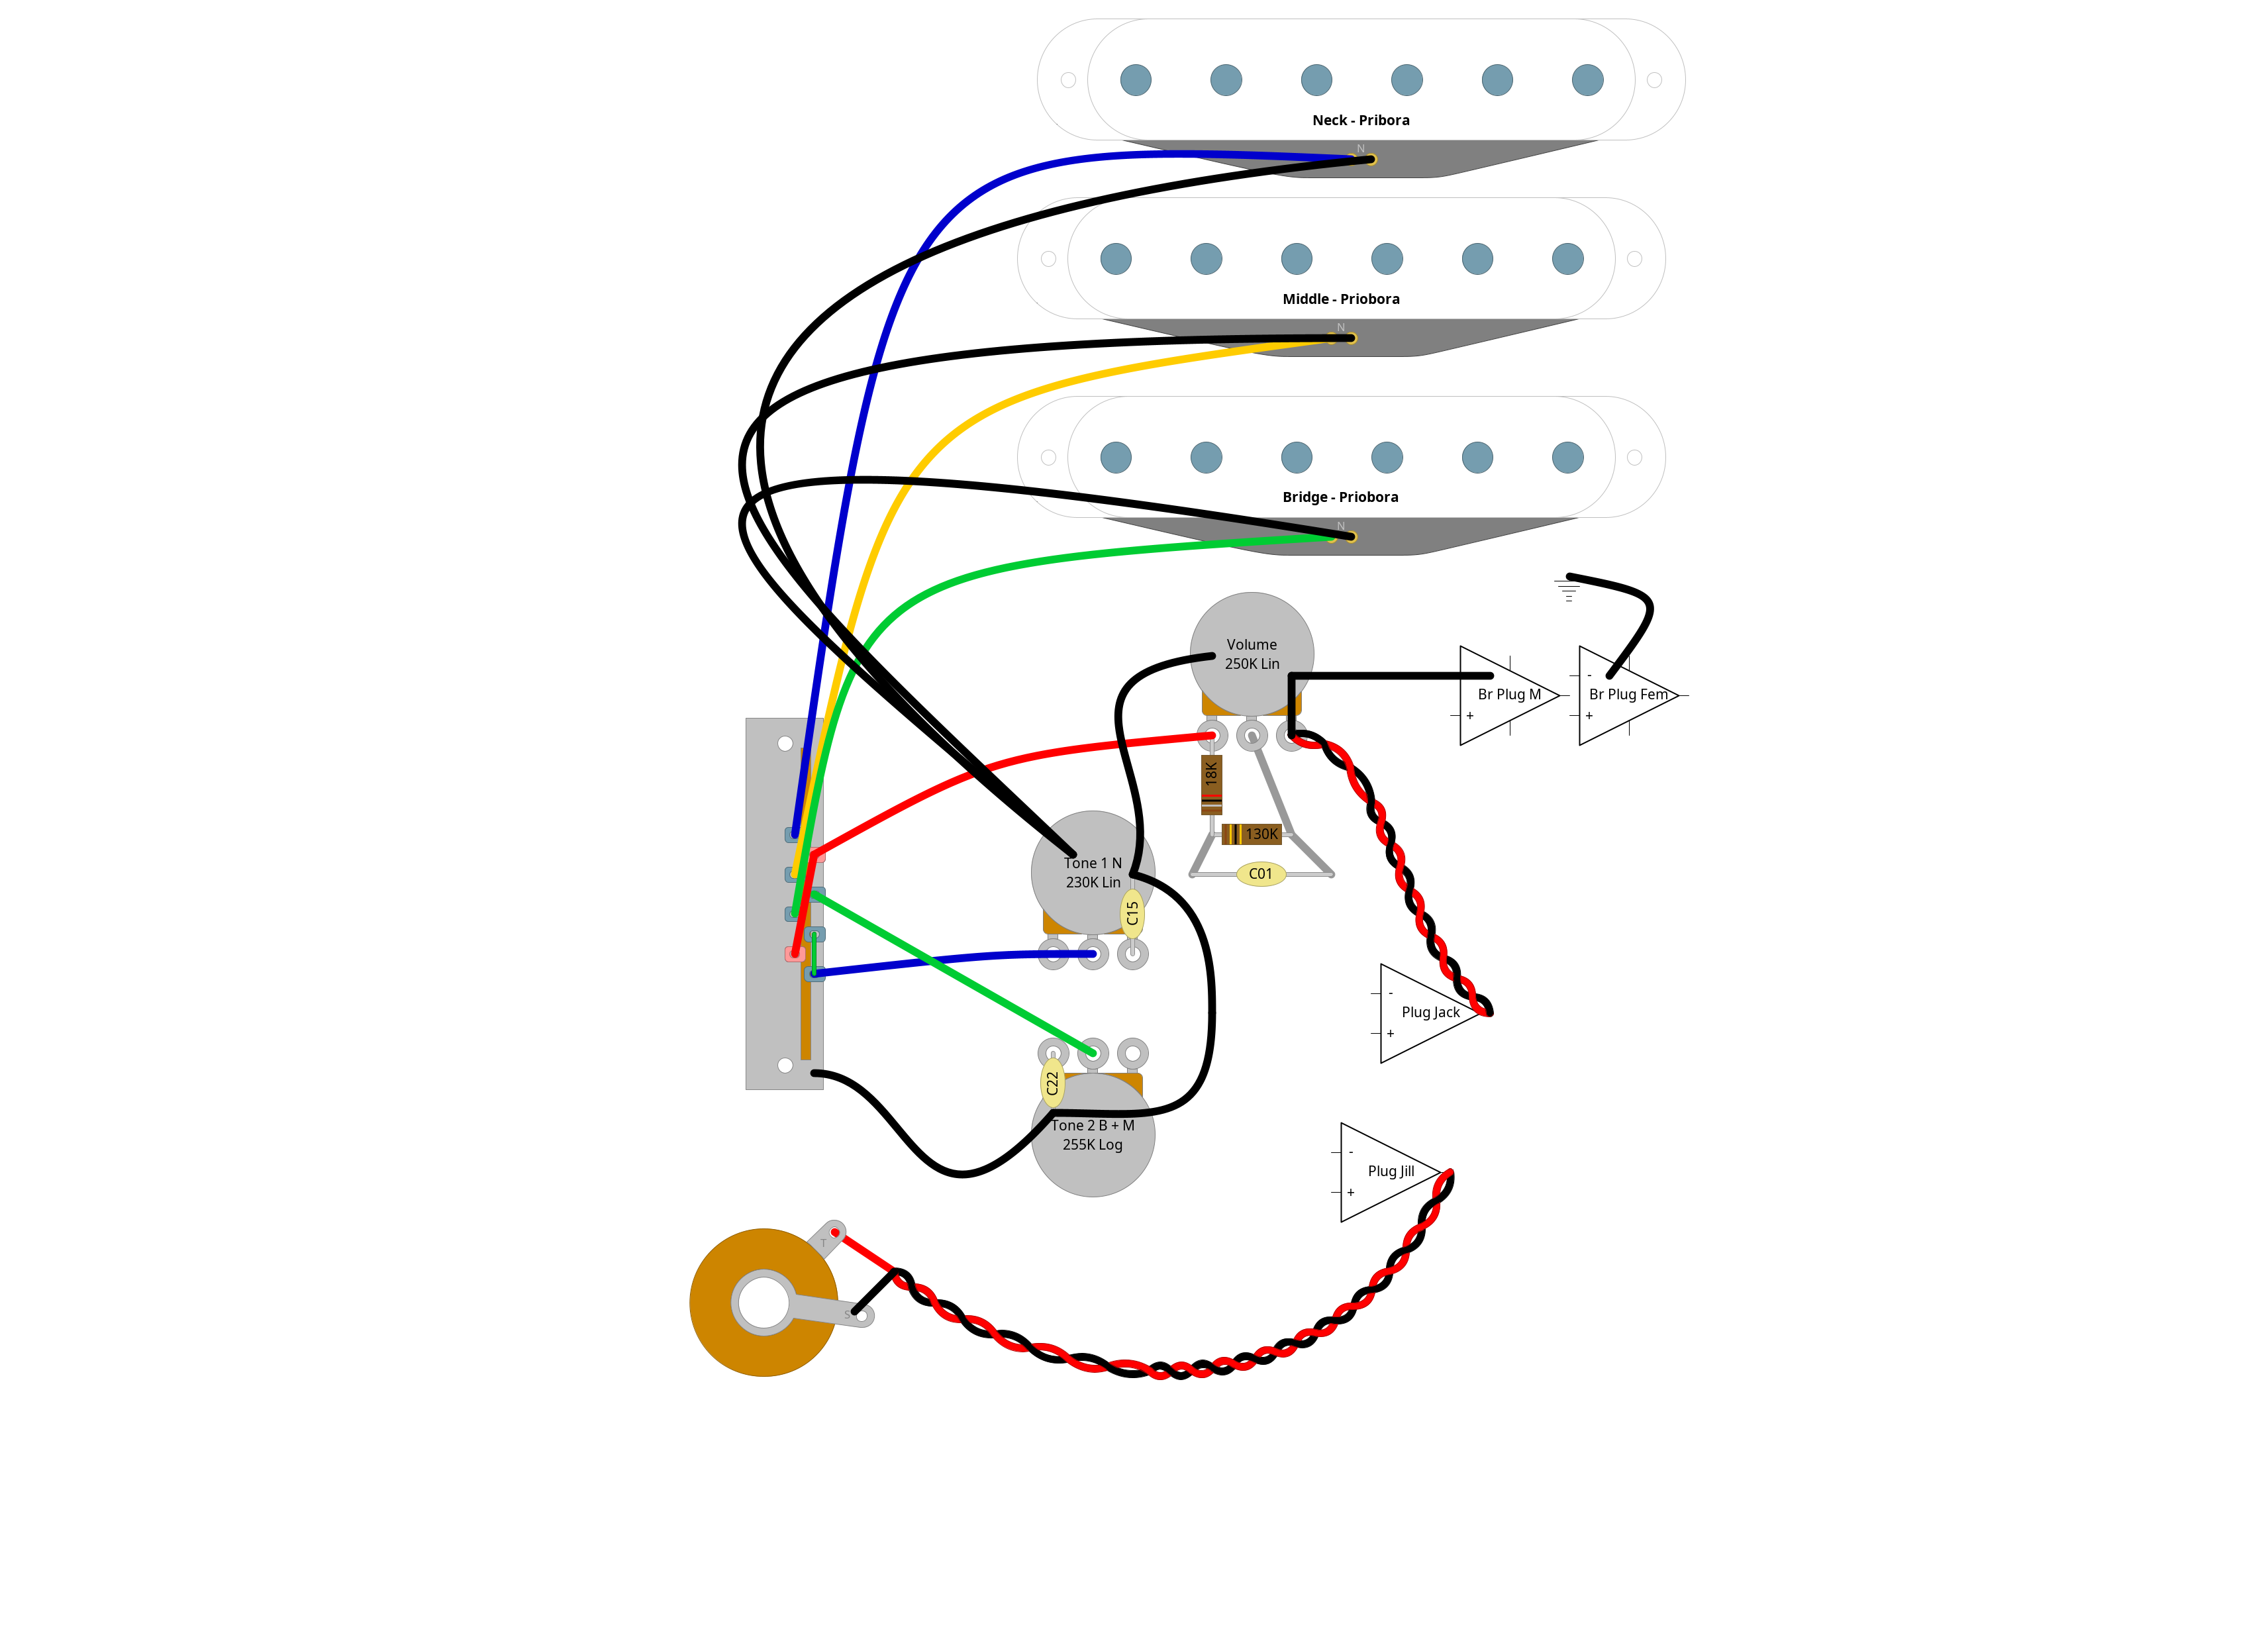 Neck - Pribora
N
Middle - Priobora
N
Bridge - Priobora
N
Volume
250K Lin
Br Plug M
+
-
Br Plug Fem
+
18K
130K
C01
Tone 1 N
230K Lin
C15
-
Plug Jack
+
C22
Tone 2 B + M
255K Log
-
Plug Jill
+
T
S